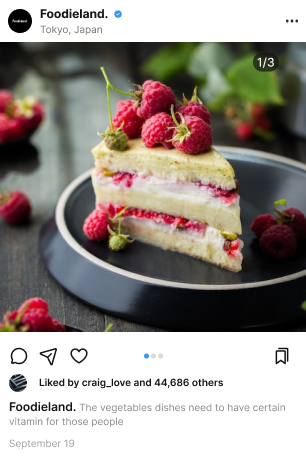 Foodieland.
Tokyo, Japan
1/3
Liked by craig_love and 44,686 others
Foodieland. The vegetables dishes need to have certain
vitamin for those people
September 19